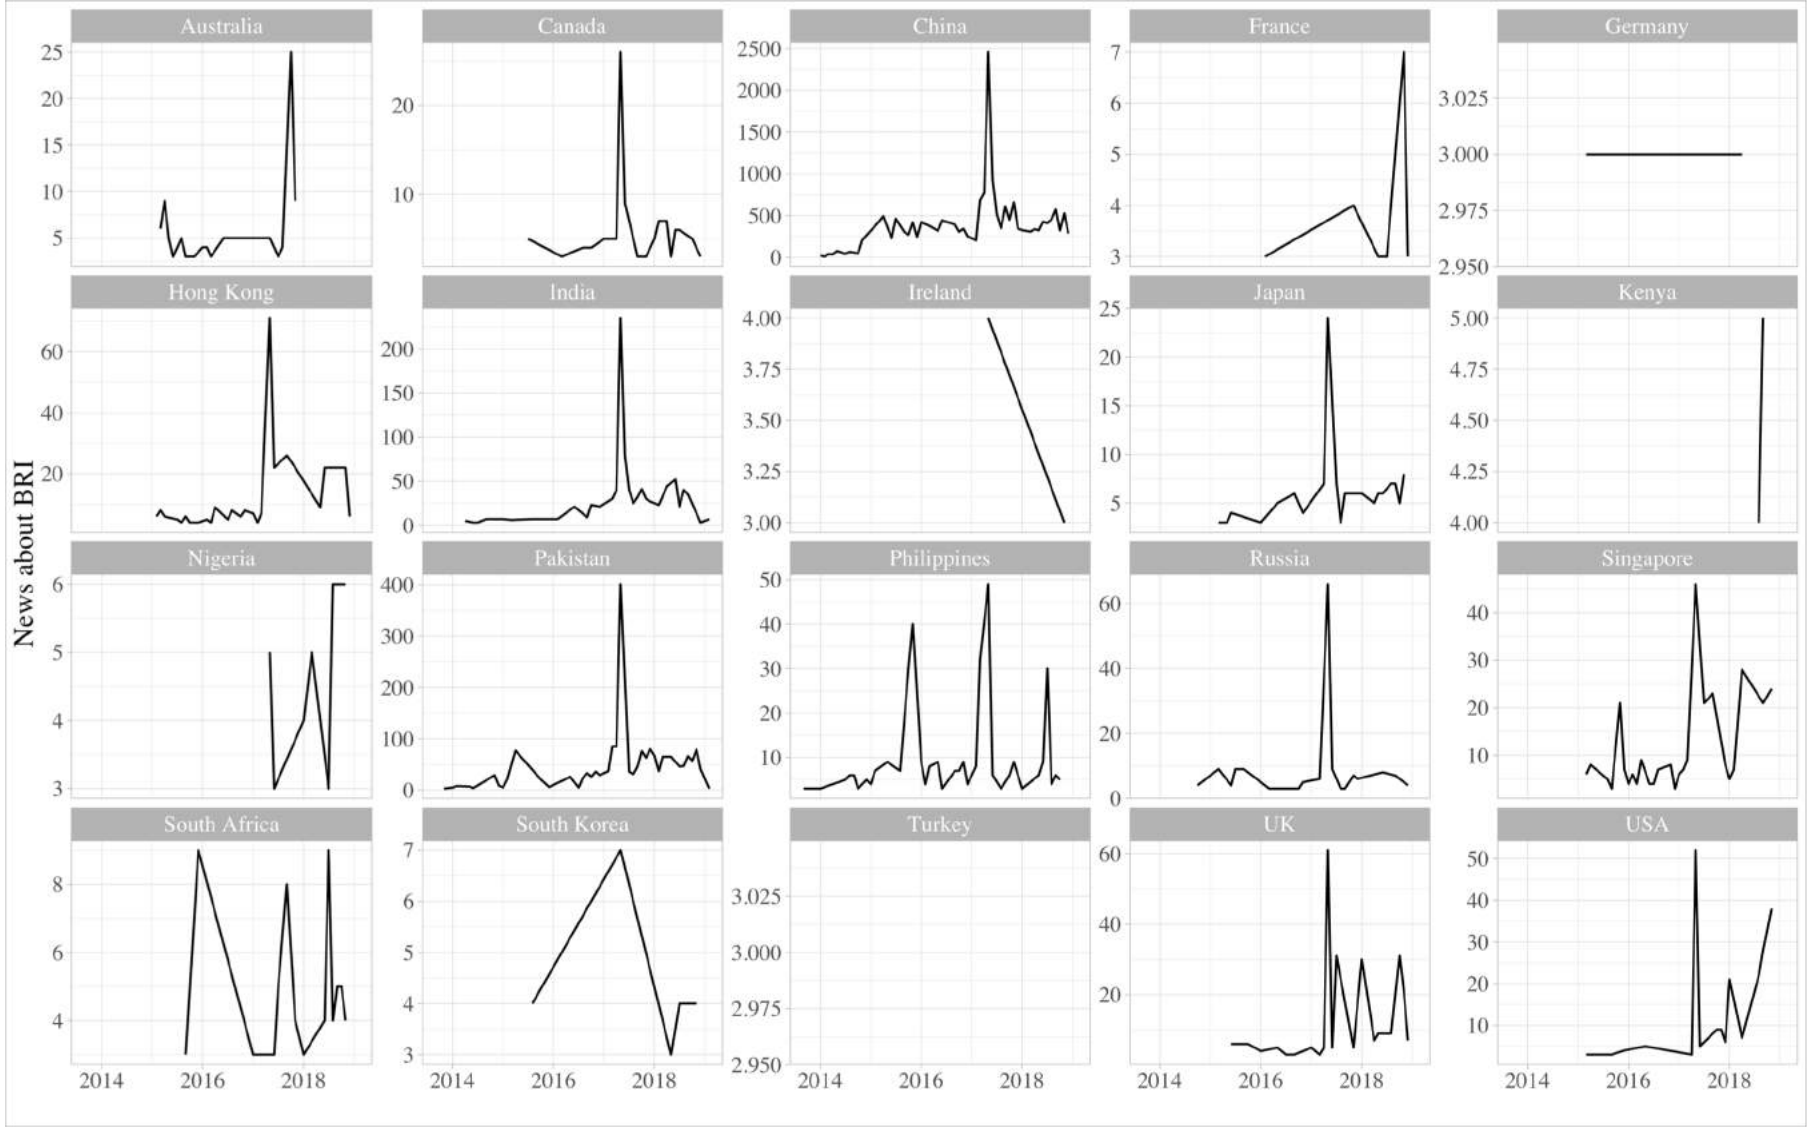 News about BRI
Australia Canada China France Germany
25 20 15 10 5
20 10
2500 2000 1500 1000 500 0
7 6 5 4 3
3.025 3.000 2.975 2.950
Hong Kong India Ireland Japan Kenya
60 40 20
200 150 100 50 0
4.00 3.75 3.50 3.25 3.00
25 20 15 10 5
5.00 4.75 4.50 4.25 4.00
Nigeria Pakistan Philippines Russia Singapore
6 5 4 3
400 300 200 100 0
50 40 30 20 10
60 40 20 0
40 30 20 10
South Africa South Korea Turkey UK USA
8 6 4
7 6 5 4 3
3.025 3.000 2.975 2.950
60 40 20
50 40 30 20 10
2014 2016 2018 2014 2016 2018 2014 2016 2018 2014 2016 2018 2014 2016 2018